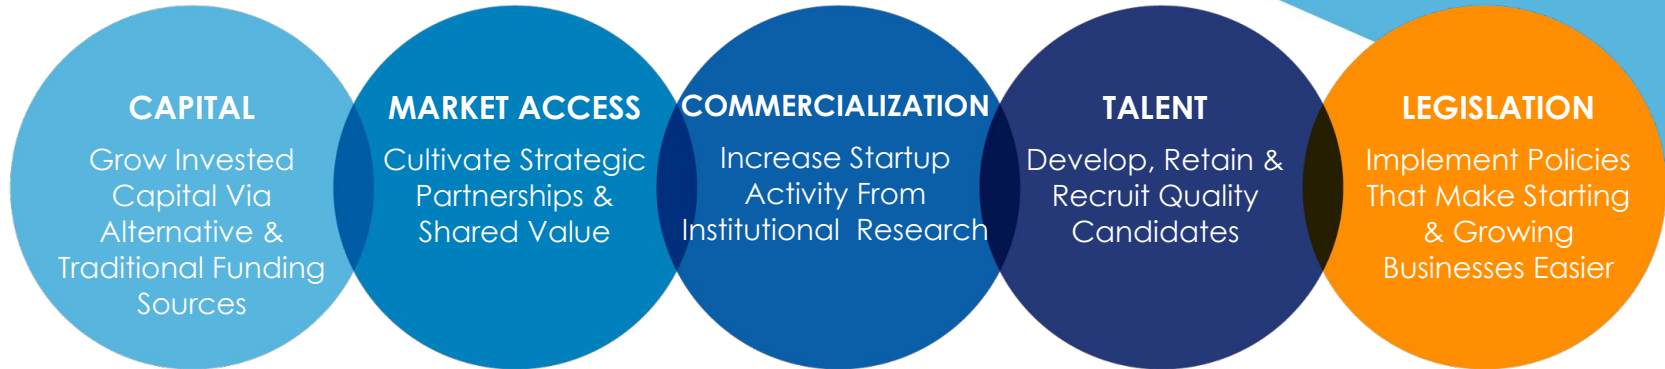 CAPITAL
Grow Invested
Capital Via
Alternative &
Traditional Funding
Sources
MARKET ACCESS
Cultivate Strategic
Partnerships &
Shared Value
COMMERCIALIZATION
Increase Startup
Activity From
Institutional Research
TALENT
Develop, Retain &
Recruit Quality
Candidates
LEGISLATION
Implement Policies
That Make Starting
& Growing
Businesses Easier